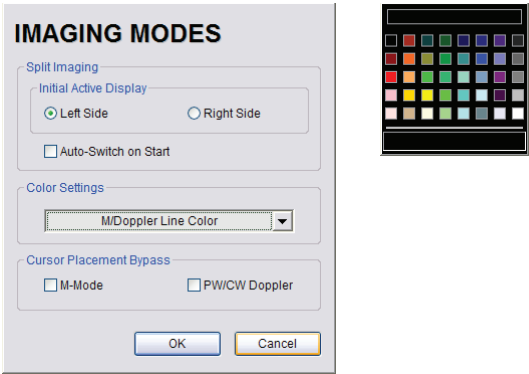 IMAGING MODES
Split Imaging
Initial Active Display
Left Side
Right Side
Auto-Switch on Start
Color Settings
M/Doppler Line Color
Cursor Placement Bypass
M-Mode
PW/CW Doppler
OK
Cancel